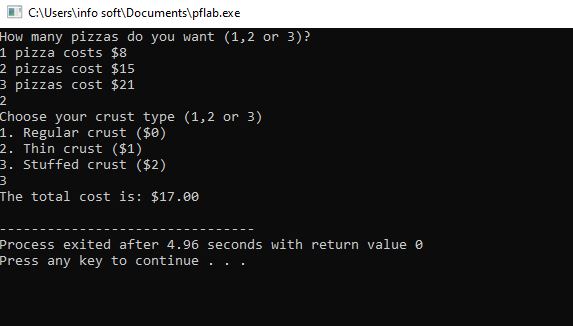 C:\Users\info soft\Documents\pflab.exe
How many pizzas do you want (1,2 or 3)?
1 pizza costs $8
2 pizzas cost $15
3 pizzas cost $21
2
Choose your crust type (1,2 or 3)
1. Regular crust ($0)
2. Thin crust ($1)
3. Stuffed crust ($2)
3
The total cost is: $17.00
--------------------------------
Process exited after 4.96 seconds with return value 0
Press any key to continue . . .